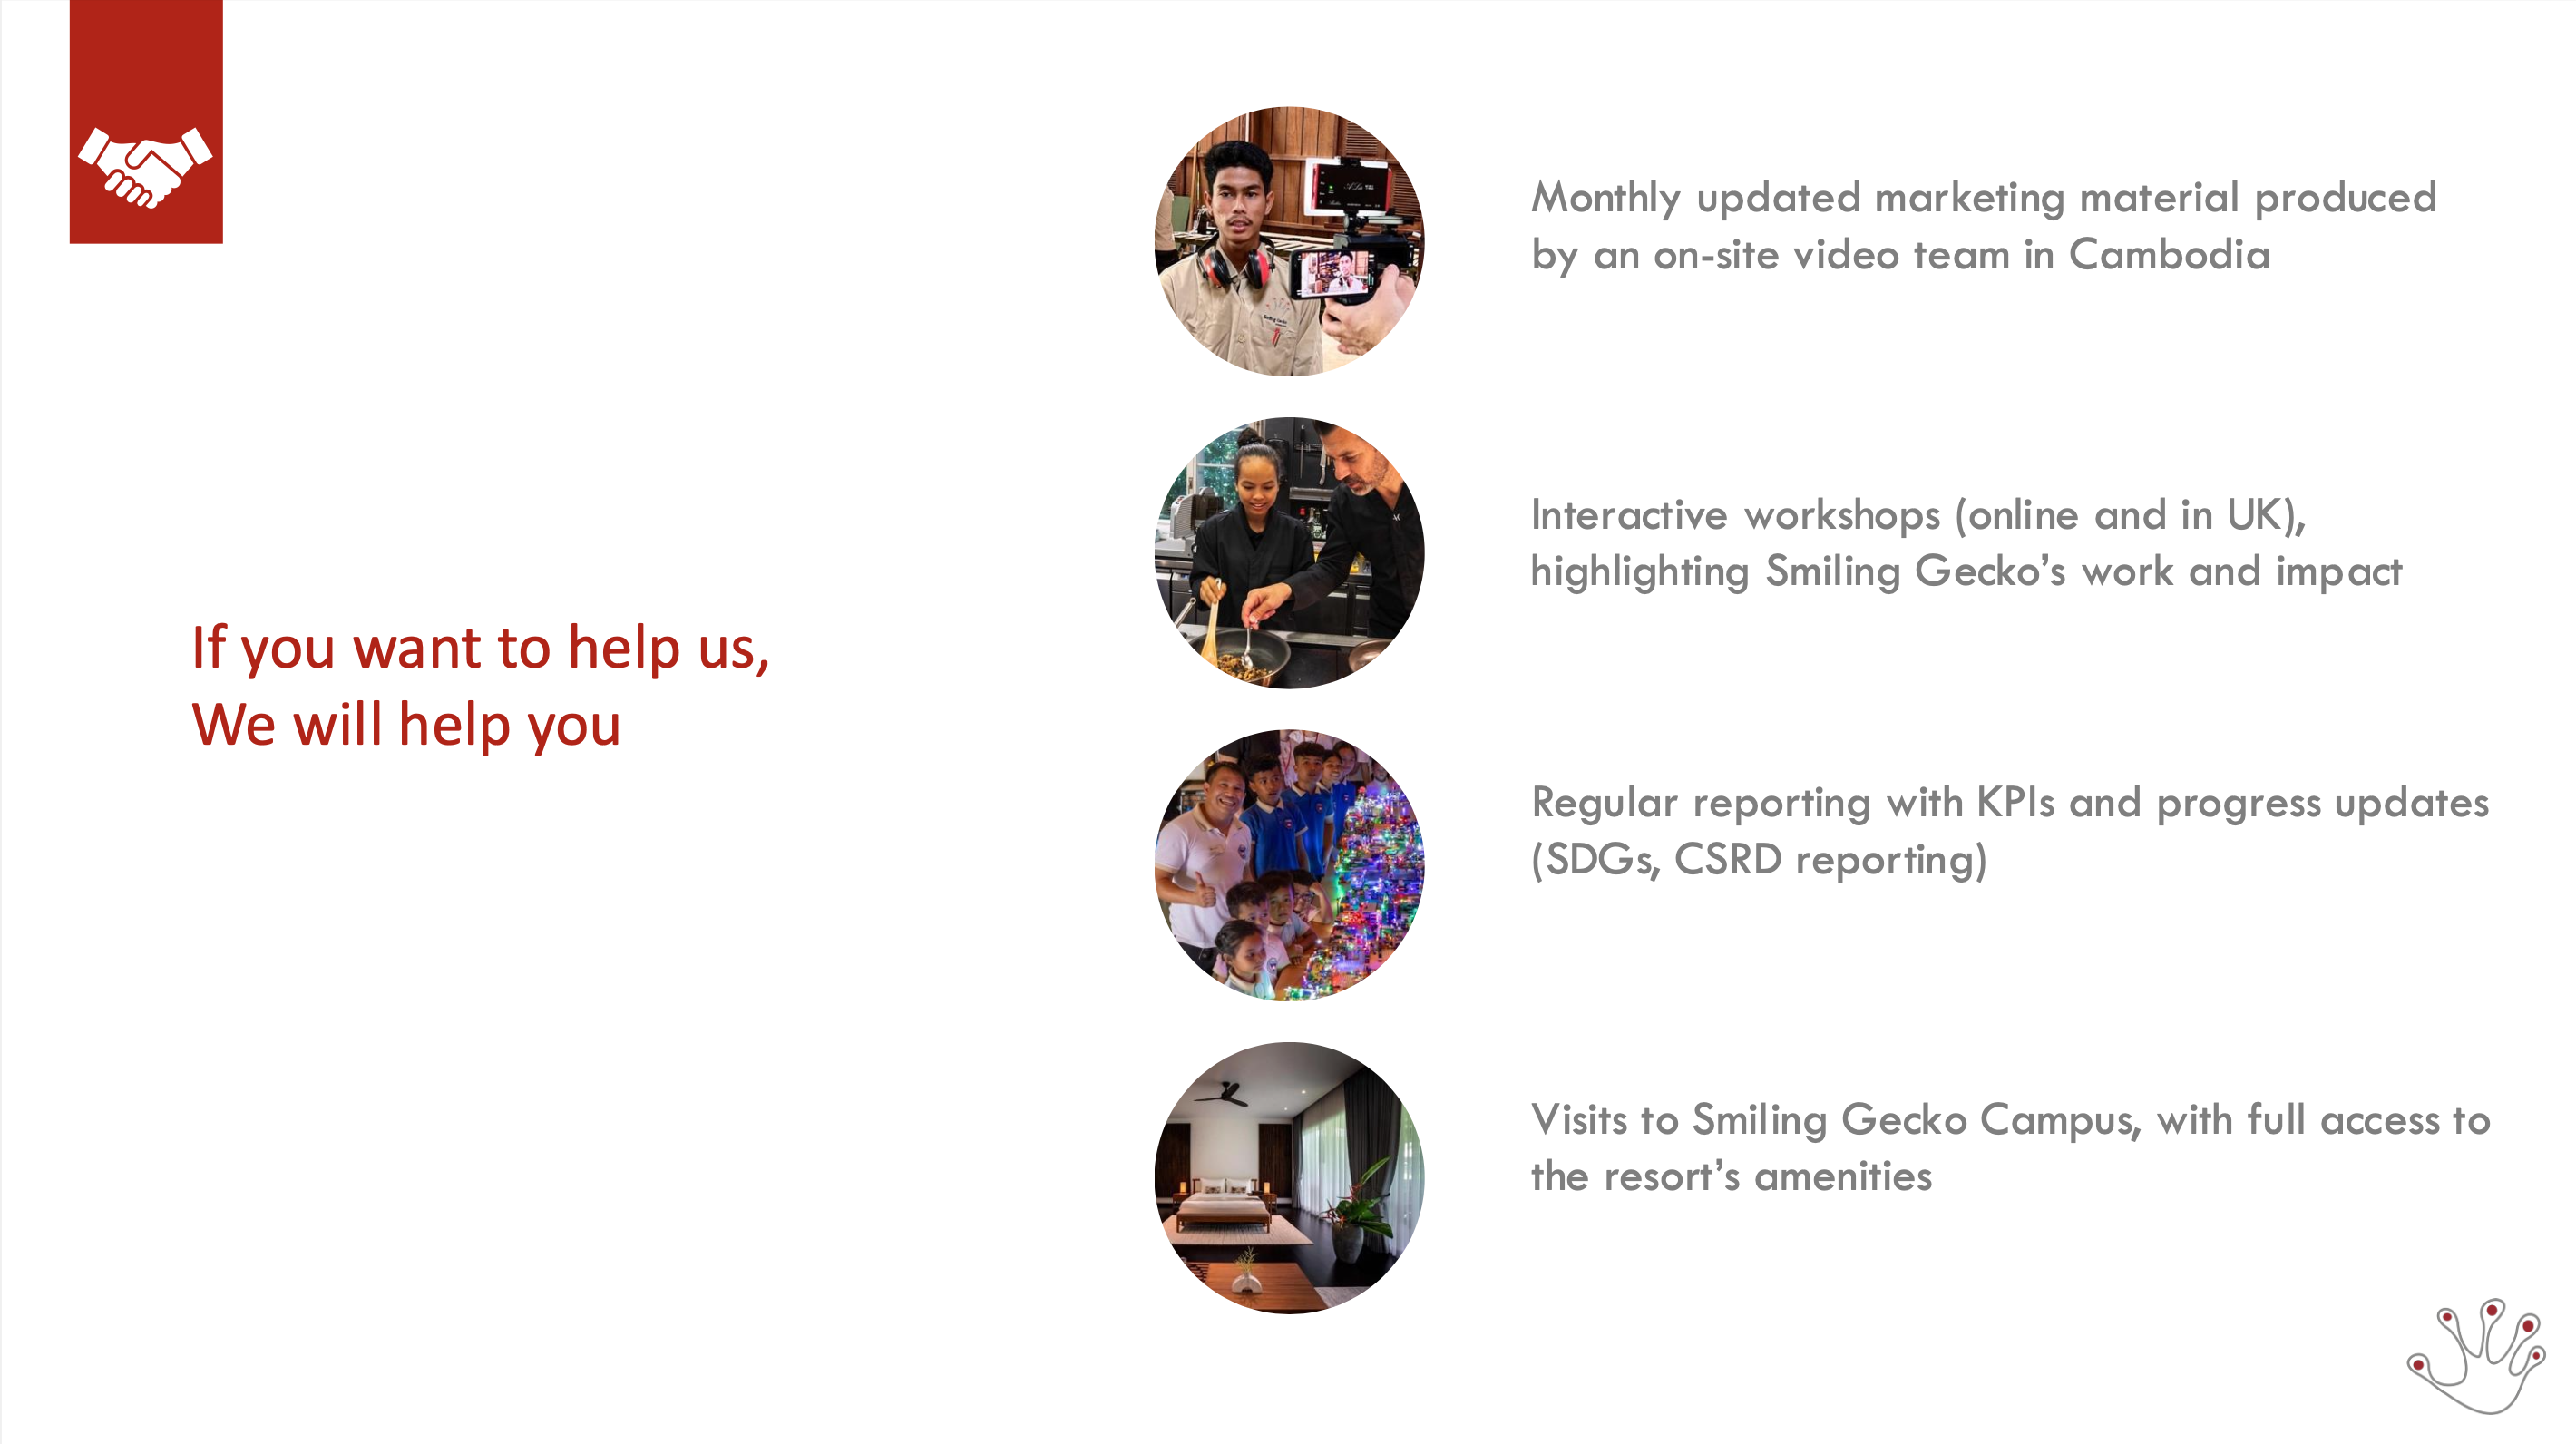 If you want to help us,
We will help you
Monthly updated marketing material produced
by an on-site video team in Cambodia
Interactive workshops (online and in UK),
highlighting Smiling Gecko’s work and impact
Regular reporting with KPIs and progress updates
(SDGs, CSRD reporting)
Visits to Smiling Gecko Campus, with full access to
the resort’s amenities